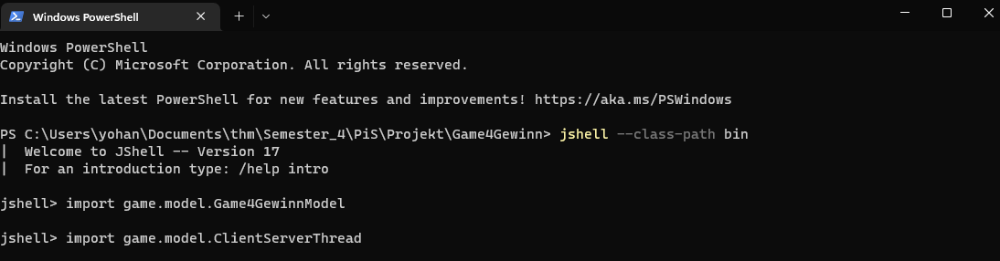 Windows PowerShell
Windows PowerShell
Copyright (C) Microsoft Corporation. All rights reserved.
Install the latest PowerShell for new features and improvements! https://aka.ms/PSWindows
PS C:\Users\yohan\Documents\thm\Semester_4\PiS\Projekt\Game4Gewinn> jshell --class-path bin
|  Welcome to JShell -- Version 17
|  For an introduction type: /help intro
jshell> import game.model.Game4GewinnModel
jshell> import game.model.ClientServerThread